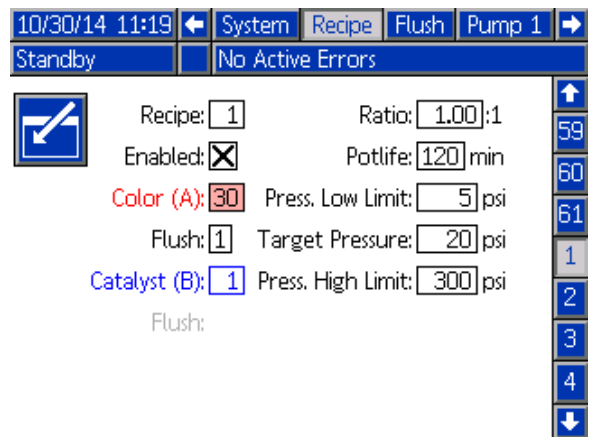 10/30/14 11:19 System Recipe Flush Pump 1
Standby No Active Errors
Recipe: 1 Ratio: 1.00:1
Enabled: Potlife: 120 min
Color (A): 30 Press. Low Limit: 5 psi
Flush: 1 Target Pressure: 20 psi
Catalyst (B): 1 Press. High Limit: 300 psi
Flush:
59
60
61
1
2
3
4